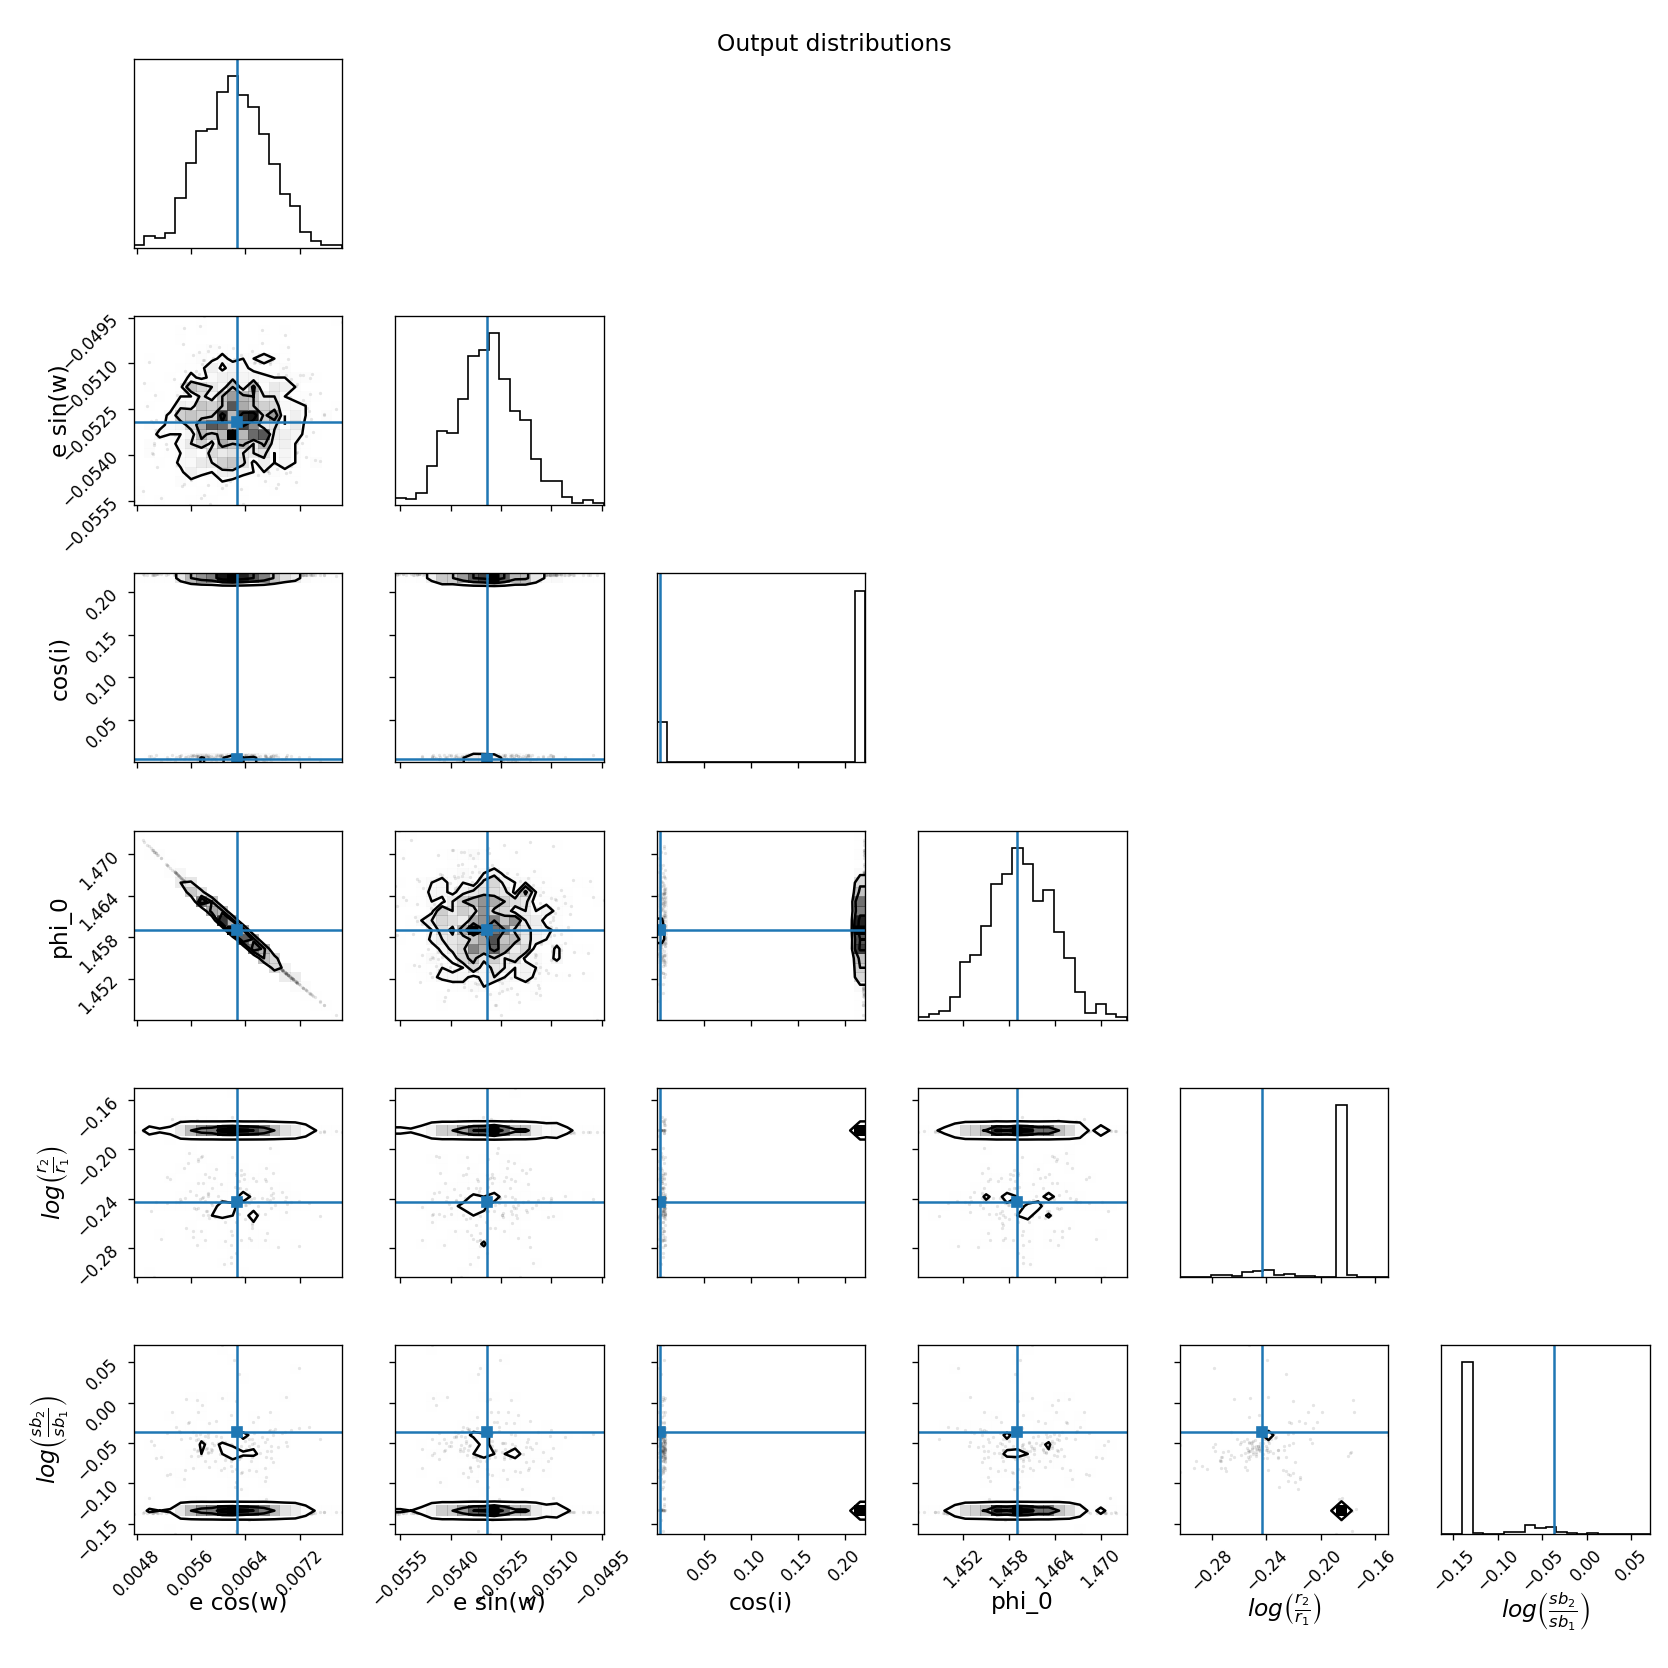 Output distributions
e sin(w)
−0.0495
−0.0510
−0.0525
−0.0540
−0.0555
cos(i)
0.20
0.15
0.10
0.05
phi_0
1.470
1.464
1.458
1.452
log(r₂/r₁)
−0.16
−0.20
−0.24
−0.28
log(sb₂/sb₁)
0.05
0.00
−0.05
−0.10
−0.15
0.0048 0.0056 0.0064 0.0072 −0.0555 −0.0540 −0.0525 −0.0510 −0.0495 0.05 0.10 0.15 0.20 1.452 1.458 1.464 1.470 −0.28 −0.24 −0.20 −0.16 −0.15 −0.10 −0.05 0.00 0.05
e cos(w) e sin(w) cos(i) phi_0 log(r₂/r₁) log(sb₂/sb₁)